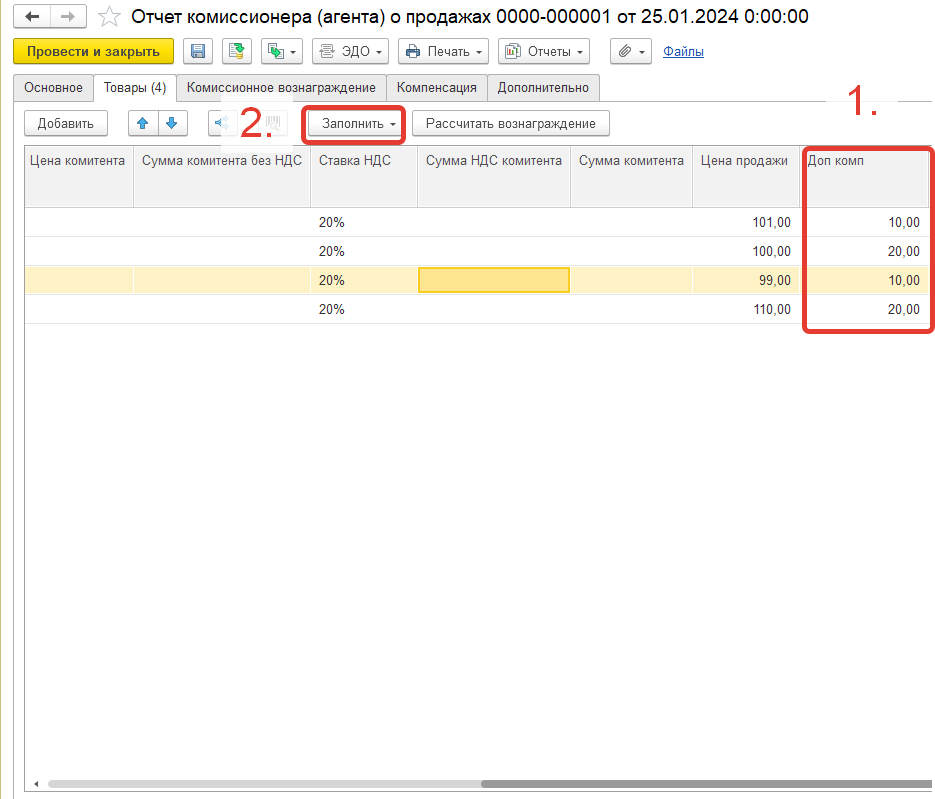 Отчет комиссионера (агента) о продажах 0000-000001 от 25.01.2024 0:00:00
Провести и закрыть ЭДО Печать Отчеты Файлы
Основное Товары (4) Комиссионное вознаграждение Компенсация Дополнительно
1.
Добавить 2. Заполнить Рассчитать вознаграждение
Цена комитента Сумма комитента без НДС Ставка НДС Сумма НДС комитента Сумма комитента Цена продажи Доп комп
20% 101,00 10,00
20% 100,00 20,00
20% 99,00 10,00
20% 110,00 20,00